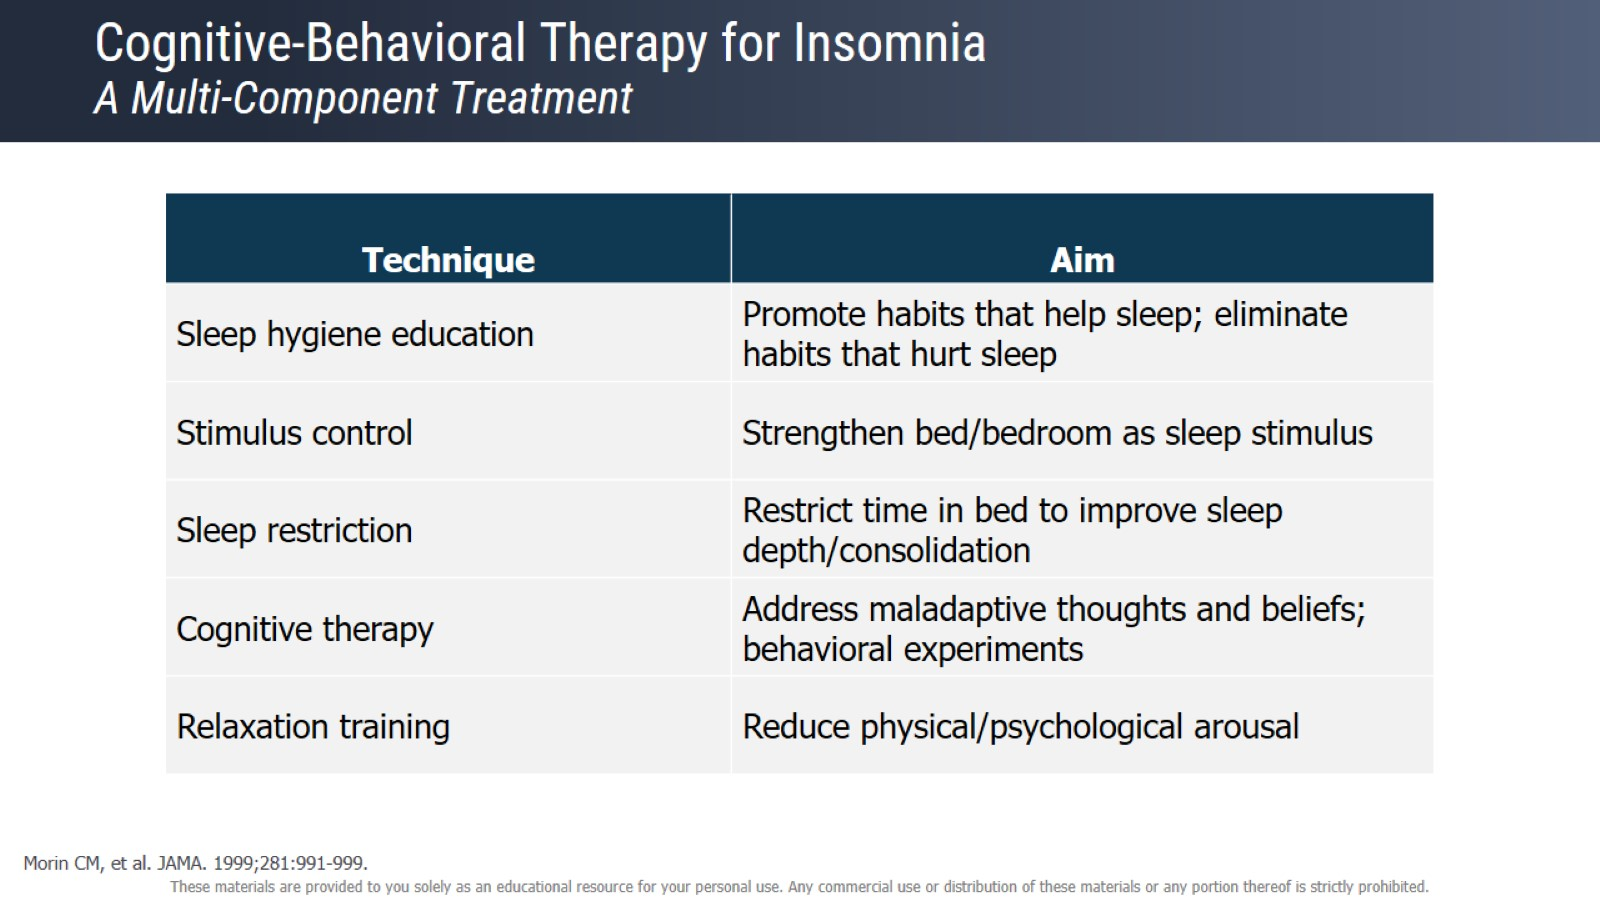 Cognitive-Behavioral Therapy for Insomnia
A Multi-Component Treatment
Technique
Aim
Sleep hygiene education
Promote habits that help sleep; eliminate
habits that hurt sleep
Stimulus control
Strengthen bed/bedroom as sleep stimulus
Sleep restriction
Restrict time in bed to improve sleep
depth/consolidation
Cognitive therapy
Address maladaptive thoughts and beliefs;
behavioral experiments
Relaxation training
Reduce physical/psychological arousal
Morin CM, et al. JAMA. 1999;281:991-999.
These materials are provided to you solely as an educational resource for your personal use. Any commercial use or distribution of these materials or any portion thereof is strictly prohibited.